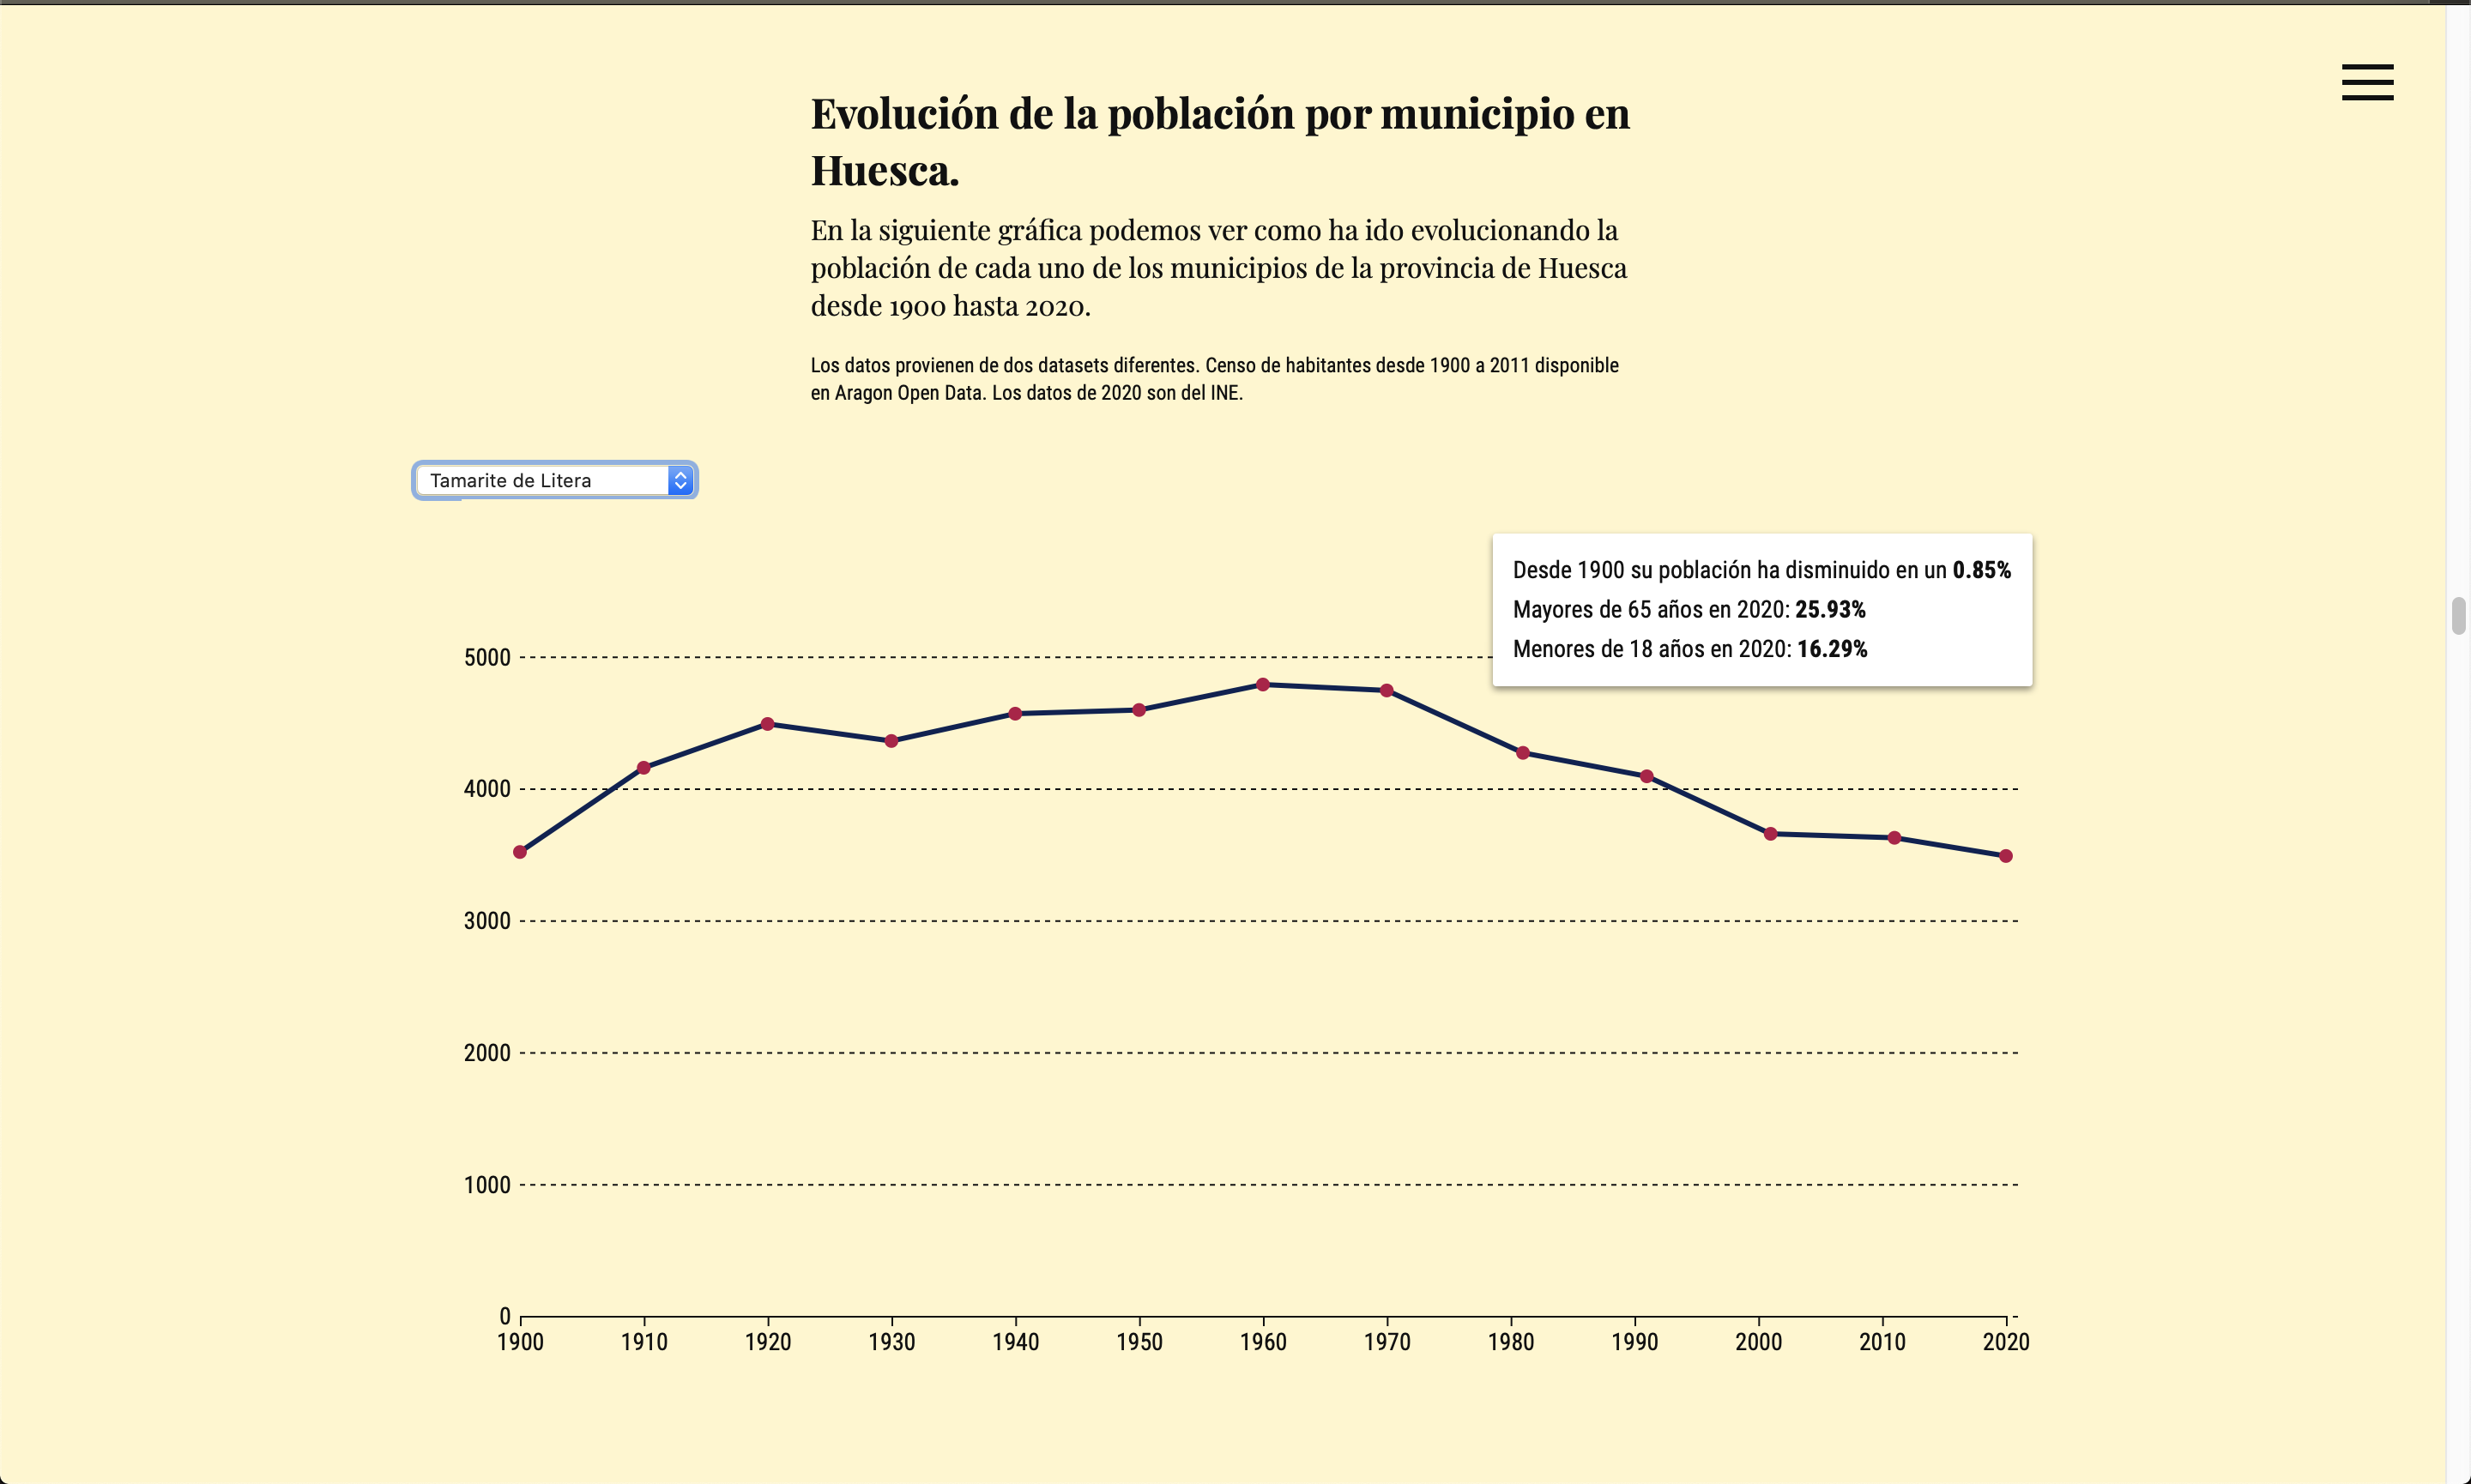 Evolución de la población por municipio en
Huesca.
En la siguiente gráfica podemos ver como ha ido evolucionando la
población de cada uno de los municipios de la provincia de Huesca
desde 1900 hasta 2020.
Los datos provienen de dos datasets diferentes. Censo de habitantes desde 1900 a 2011 disponible
en Aragon Open Data. Los datos de 2020 son del INE.
Tamarite de Litera
Desde 1900 su población ha disminuido en un 0.85%
Mayores de 65 años en 2020: 25.93%
Menores de 18 años en 2020: 16.29%
5000
4000
3000
2000
1000
0
1900 1910 1920 1930 1940 1950 1960 1970 1980 1990 2000 2010 2020